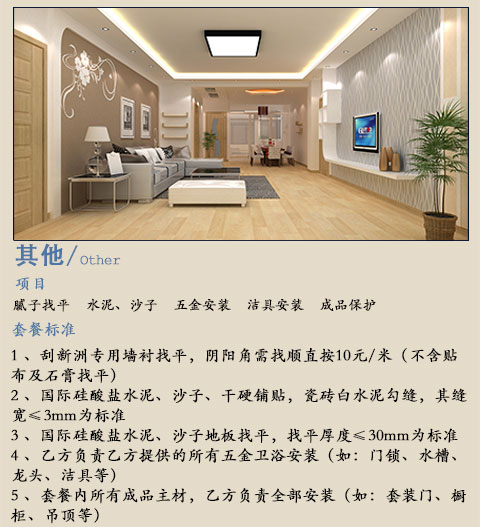 其他/Other
项目
腻子找平 水泥、沙子 五金安装 洁具安装 成品保护
套餐标准
1、刮新洲专用墙衬找平，阴阳角需找顺直按10元/米（不含贴
布及石膏找平）
2、国际硅酸盐水泥、沙子、干硬铺贴，瓷砖白水泥勾缝，其缝
宽≤3mm为标准
3、国际硅酸盐水泥、沙子地板找平，找平厚度≤30mm为标准
4、乙方负责乙方提供的所有五金卫浴安装（如：门锁、水槽、
龙头、洁具等）
5、套餐内所有成品主材，乙方负责全部安装（如：套装门、橱
柜、吊顶等）